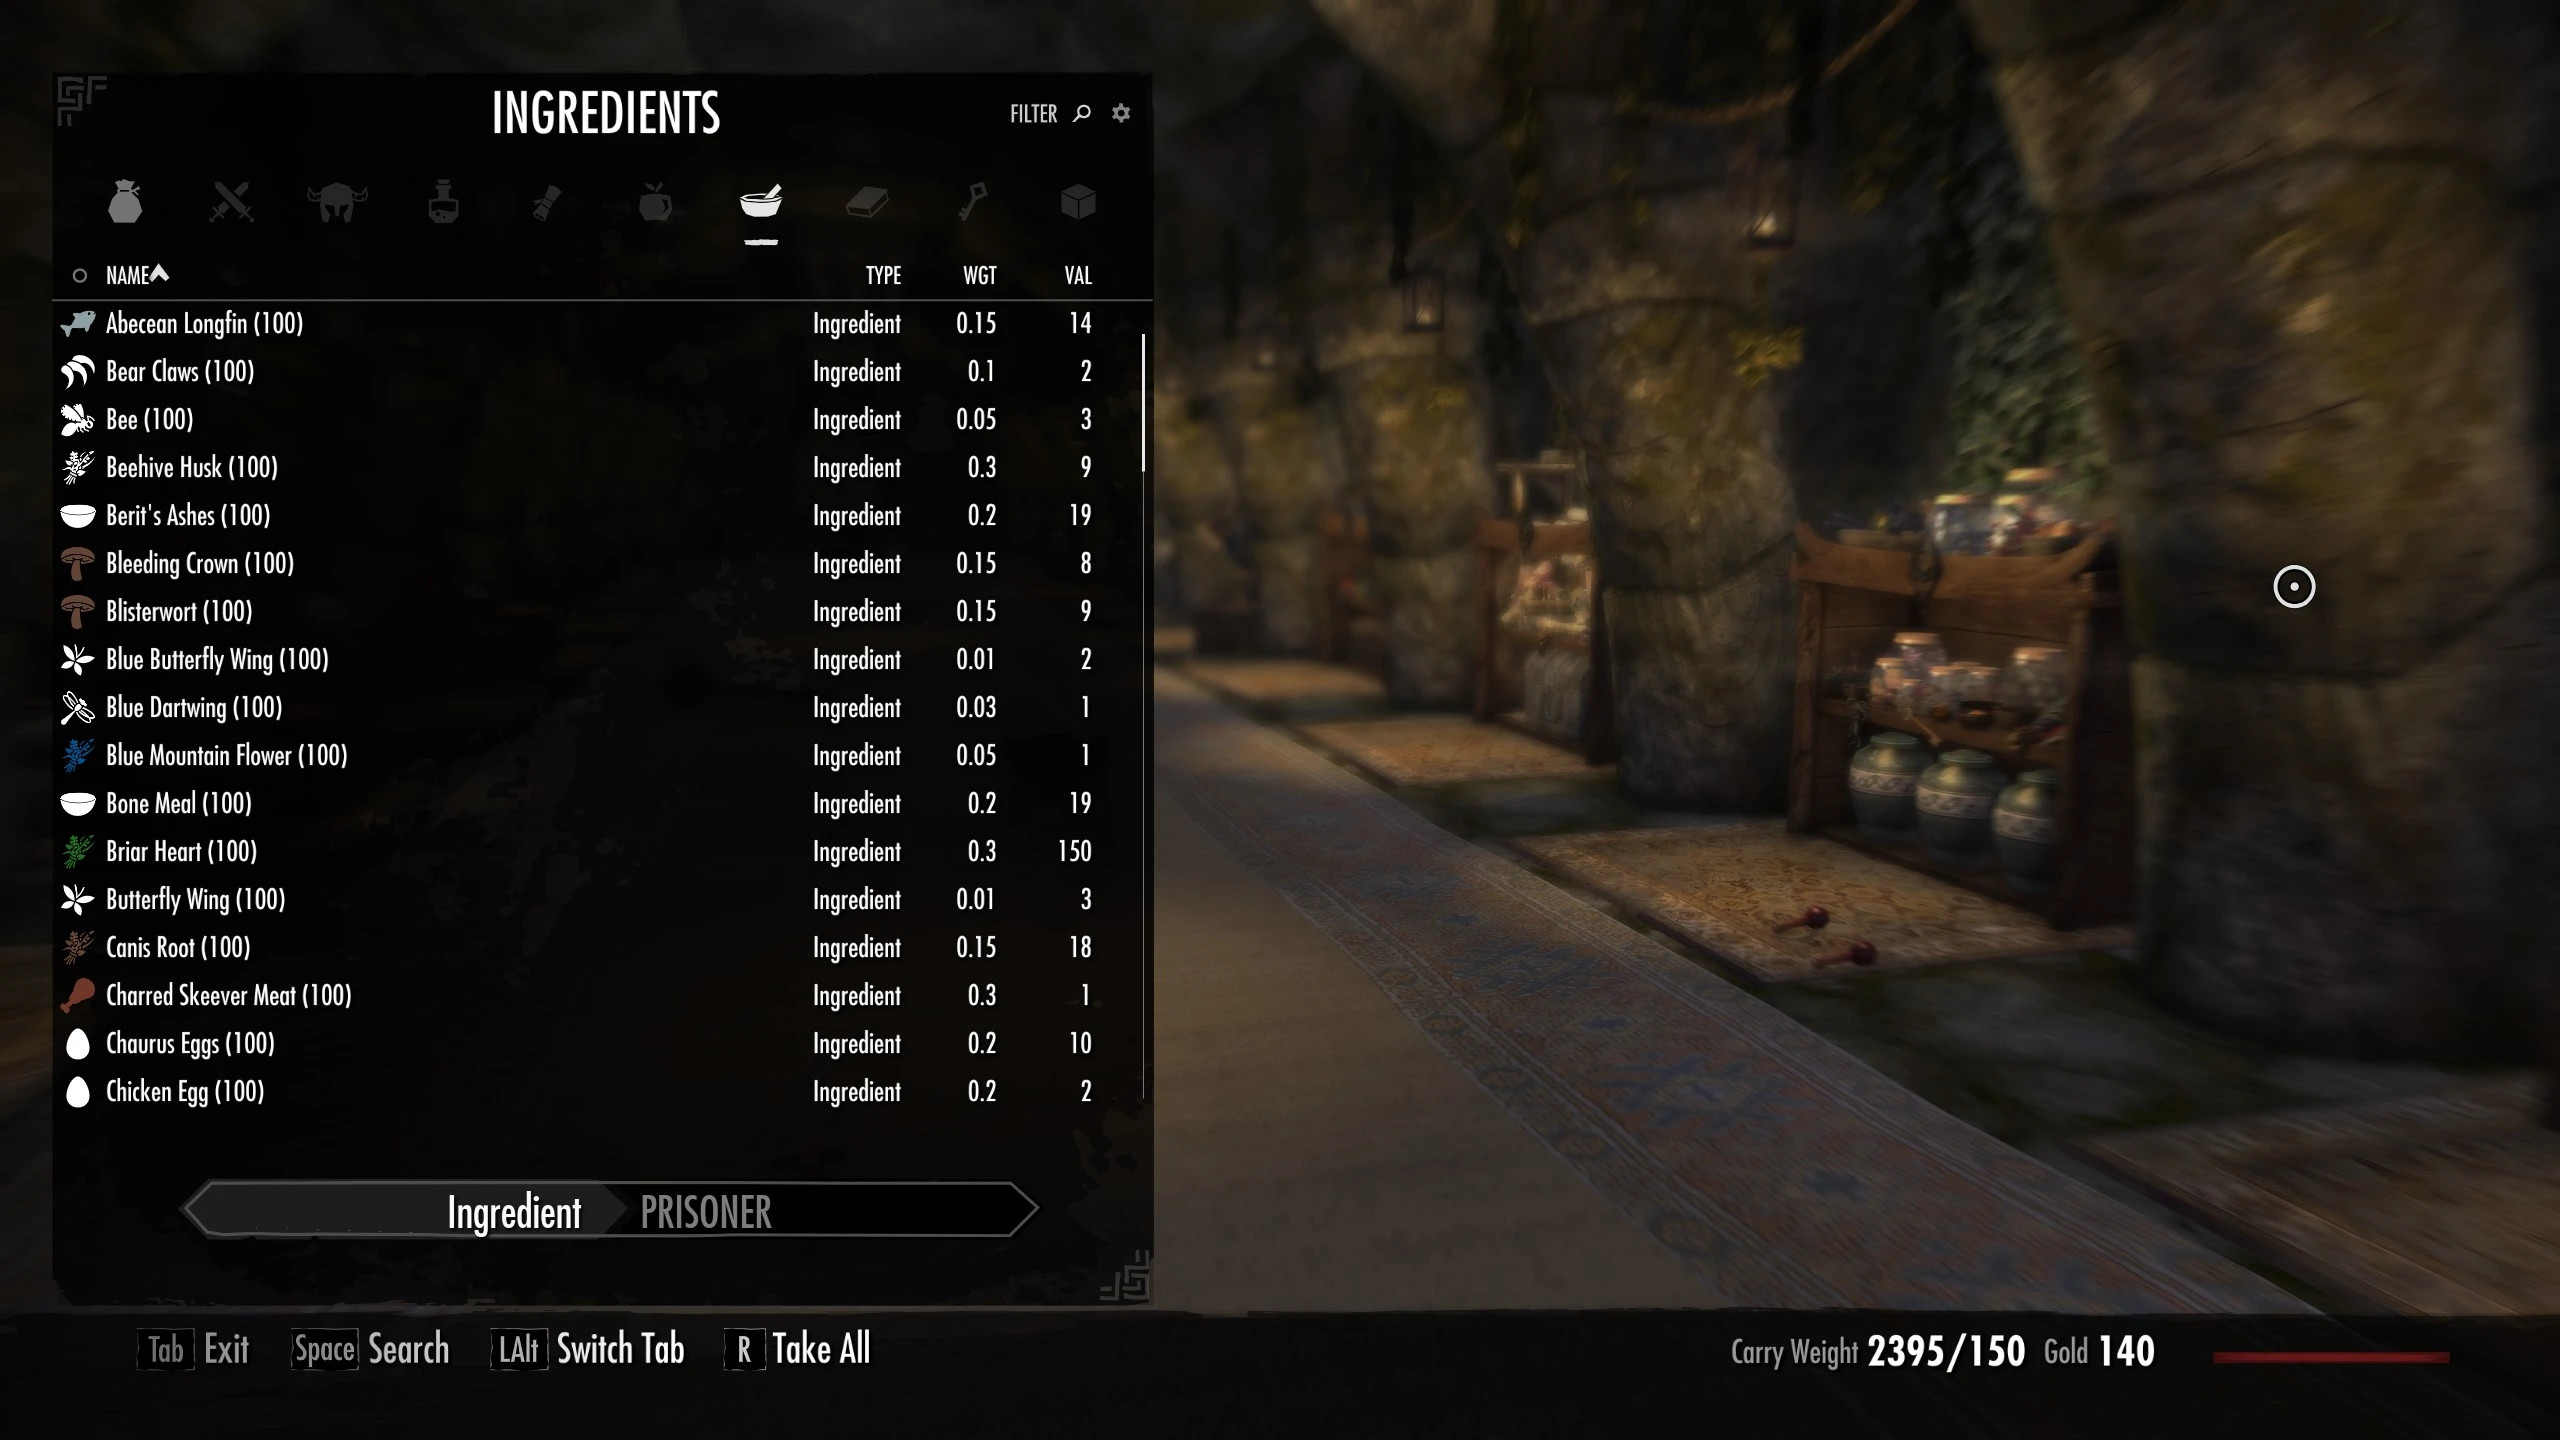 INGREDIENTS
FILTER
NAME TYPE WGT VAL
Abecean Longfin (100) Ingredient 0.15 14
Bear Claws (100) Ingredient 0.1 2
Bee (100) Ingredient 0.05 3
Beehive Husk (100) Ingredient 0.3 9
Berit's Ashes (100) Ingredient 0.2 19
Bleeding Crown (100) Ingredient 0.15 8
Blisterwort (100) Ingredient 0.15 9
Blue Butterfly Wing (100) Ingredient 0.01 2
Blue Dartwing (100) Ingredient 0.03 1
Blue Mountain Flower (100) Ingredient 0.05 1
Bone Meal (100) Ingredient 0.2 19
Briar Heart (100) Ingredient 0.3 150
Butterfly Wing (100) Ingredient 0.01 3
Canis Root (100) Ingredient 0.15 18
Charred Skeever Meat (100) Ingredient 0.3 1
Chaurus Eggs (100) Ingredient 0.2 10
Chicken Egg (100) Ingredient 0.2 2
Ingredient PRISONER
Tab Exit Space Search LAlt Switch Tab R Take All Carry Weight 2395/150 Gold 140